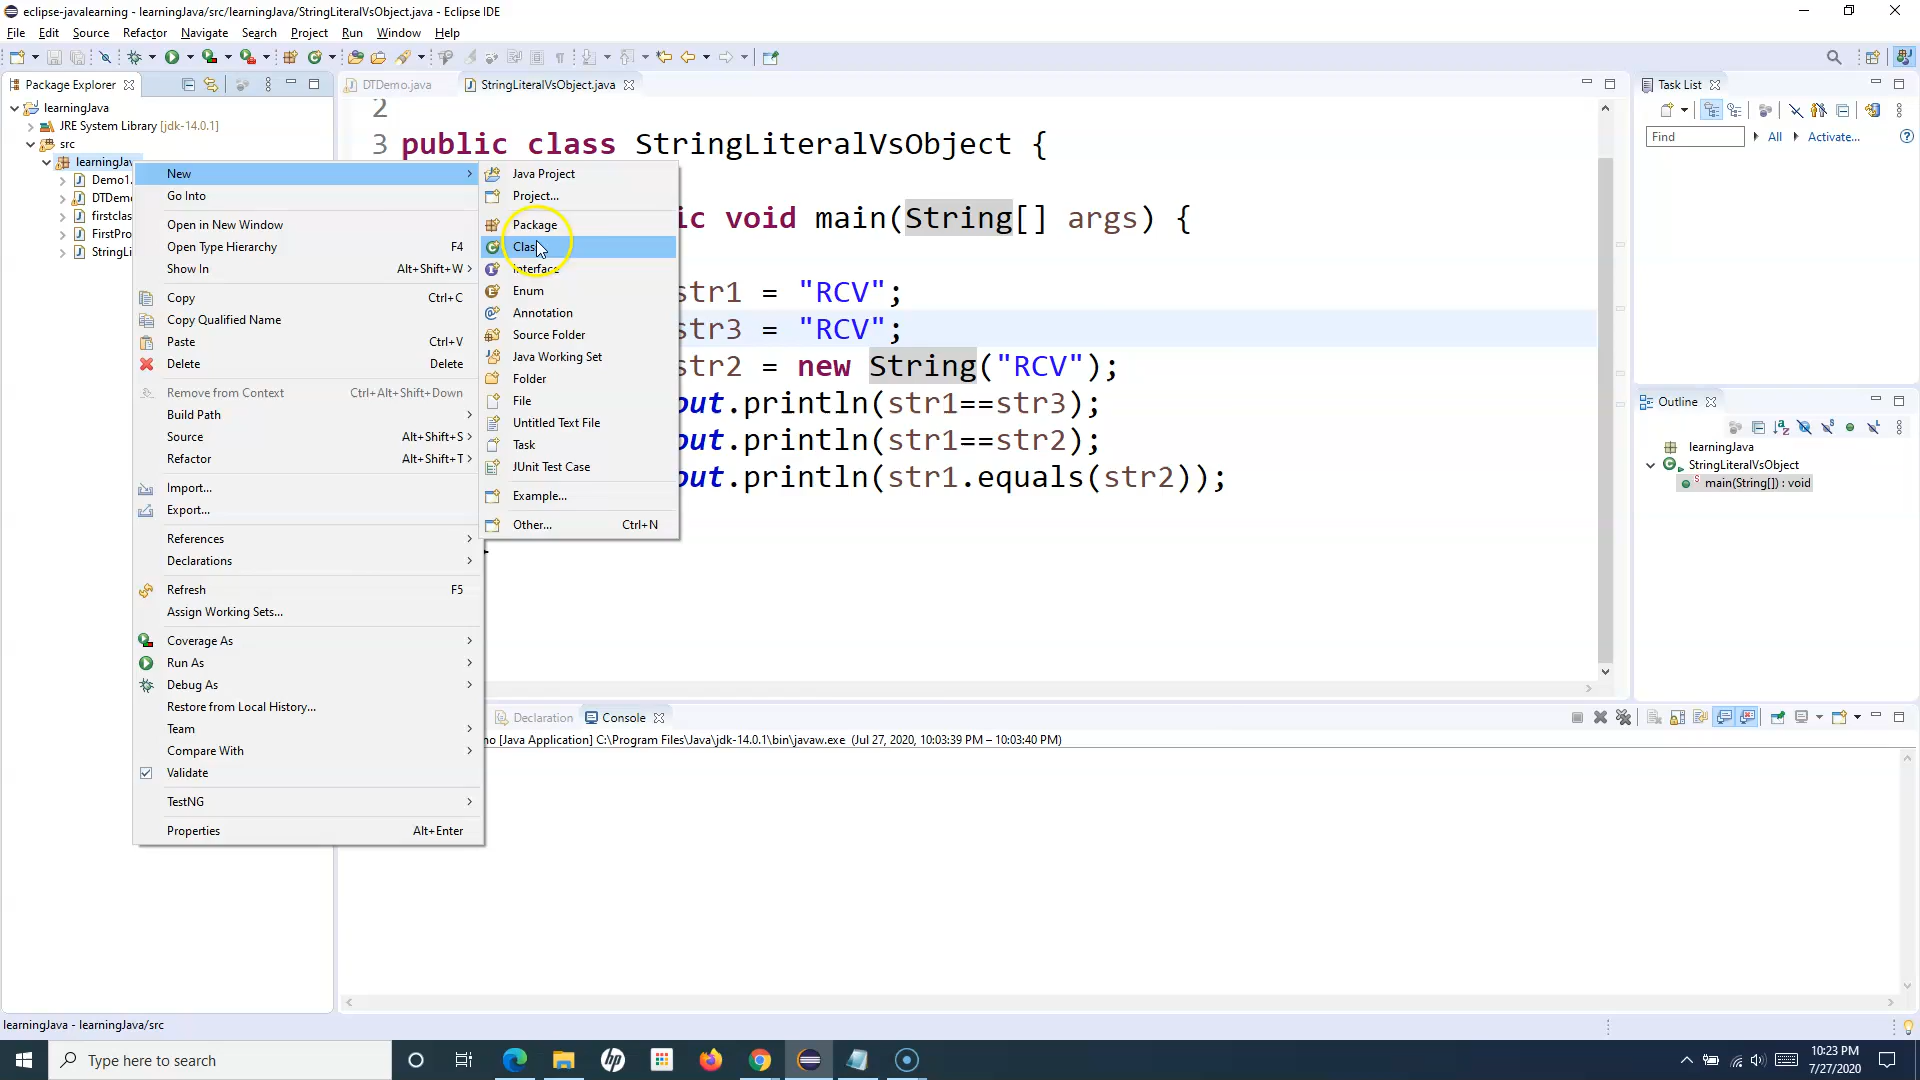 eclipse-javalearning - learningJava/src/learningJava/StringLiteralVsObject.java - Eclipse IDE
File Edit Source Refactor Navigate Search Project Run Window Help
Package Explorer
DTDemo.java
StringLiteralVsObject.java
Task List
learningJava
JRE System Library [jdk-14.0.1]
src
learningJav
Demo1.
DTDemo
firstclas
FirstPro
StringLi
New
Go Into
Open in New Window
Open Type Hierarchy F4
Show In Alt+Shift+W
Copy Ctrl+C
Copy Qualified Name
Paste Ctrl+V
Delete Delete
Remove from Context Ctrl+Alt+Shift+Down
Build Path
Source Alt+Shift+S
Refactor Alt+Shift+T
Import...
Export...
References
Declarations
Refresh F5
Assign Working Sets...
Coverage As
Run As
Debug As
Restore from Local History...
Team
Compare With
Validate
TestNG
Properties Alt+Enter
Java Project
Project...
Package
Clas
Interface
Enum
Annotation
Source Folder
Java Working Set
Folder
File
Untitled Text File
Task
JUnit Test Case
Example...
Other... Ctrl+N
2
3 public class StringLiteralVsObject {
ic void main(String[] args) {
str1 = "RCV";
str3 = "RCV";
str2 = new String("RCV");
out.println(str1==str3);
out.println(str1==str2);
out.println(str1.equals(str2));
Find All Activate...
Outline
learningJava
StringLiteralVsObject
main(String[]) : void
Declaration Console
no [Java Application] C:\Program Files\Java\jdk-14.0.1\bin\javaw.exe (Jul 27, 2020, 10:03:39 PM – 10:03:40 PM)
learningJava - learningJava/src
Type here to search
hp
10:23 PM
7/27/2020